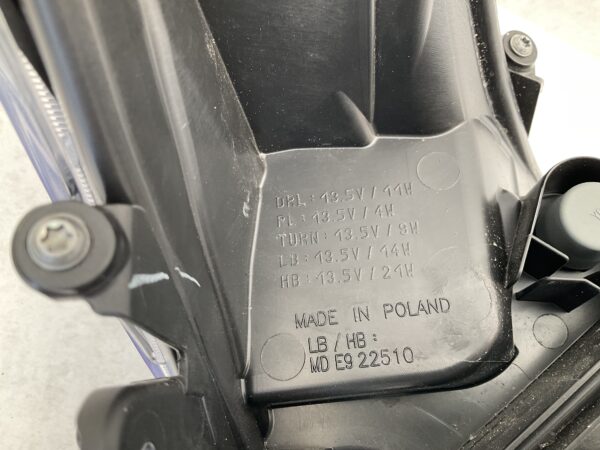 DRL : 13.5V / 11W
PL : 13.5V / 4W
TURN : 13.5V / 9W
LB : 13.5V / 14W
HB : 13.5V / 21W
MADE IN POLAND
LB / HB :
MD E9 22510